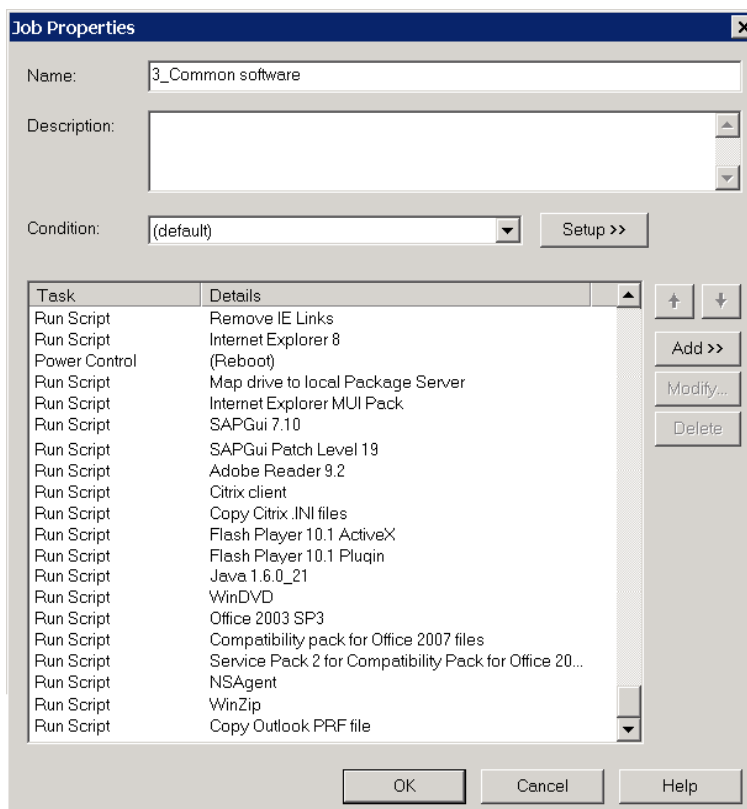 Job Properties
Name: 3_Common software
Description:
Condition: (default) Setup >>
Task Details
Run Script Remove IE Links
Run Script Internet Explorer 8
Power Control (Reboot)
Run Script Map drive to local Package Server
Run Script Internet Explorer MUI Pack
Run Script SAPGui 7.10
Run Script SAPGui Patch Level 19
Run Script Adobe Reader 9.2
Run Script Citrix client
Run Script Copy Citrix .INI files
Run Script Flash Player 10.1 ActiveX
Run Script Flash Player 10.1 Plugin
Run Script Java 1.6.0_21
Run Script WinDVD
Run Script Office 2003 SP3
Run Script Compatibility pack for Office 2007 files
Run Script Service Pack 2 for Compatibility Pack for Office 20...
Run Script NSAgent
Run Script WinZip
Run Script Copy Outlook PRF file
Add >>
Modify...
Delete
OK Cancel Help